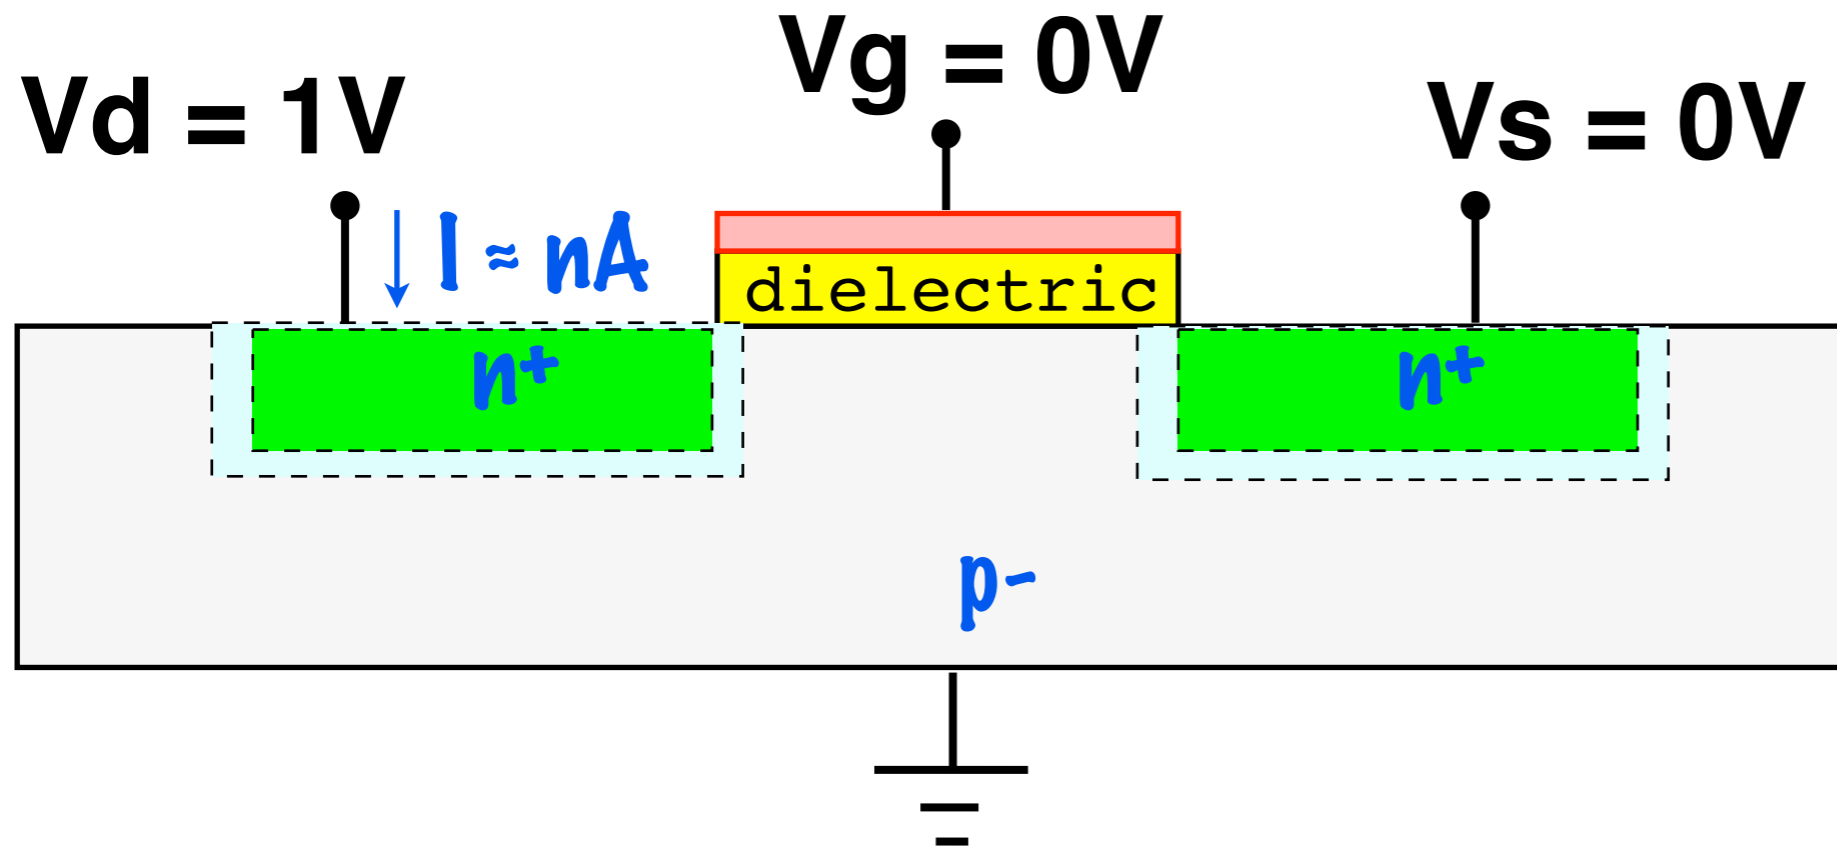 Vg = 0V
Vd = 1V
Vs = 0V
I ≈ nA
dielectric
n+
n+
p-